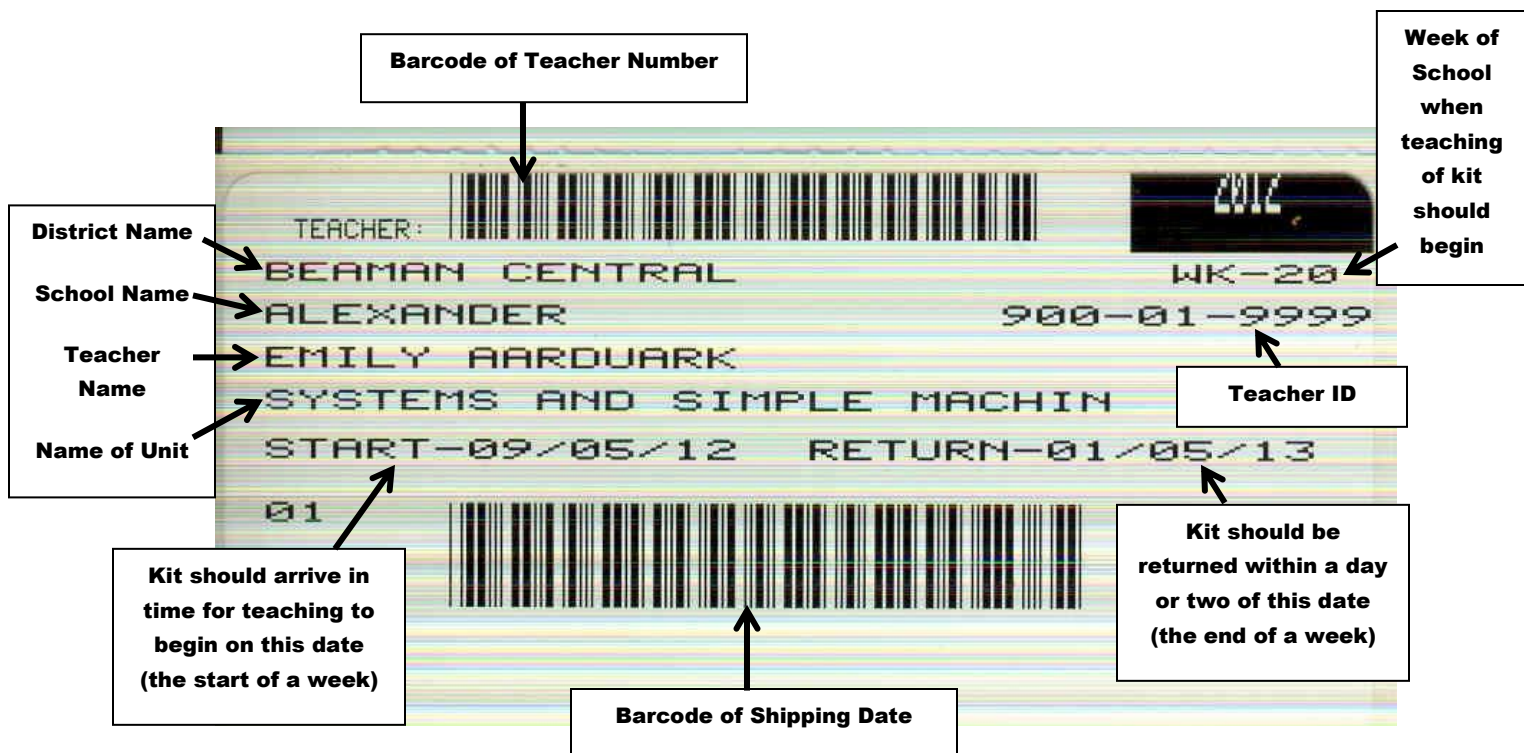 Barcode of Teacher Number
Week of
School
when
teaching
of kit
should
begin
2012
TEACHER:
District Name
BEAMAN CENTRAL
WK-20
School Name
ALEXANDER
900-01-9999
Teacher
Name
EMILY AARDUARK
Teacher ID
Name of Unit
SYSTEMS AND SIMPLE MACHIN
START-09/05/12 RETURN-01/05/13
01
Kit should arrive in
time for teaching to
begin on this date
(the start of a week)
Kit should be
returned within a day
or two of this date
(the end of a week)
Barcode of Shipping Date